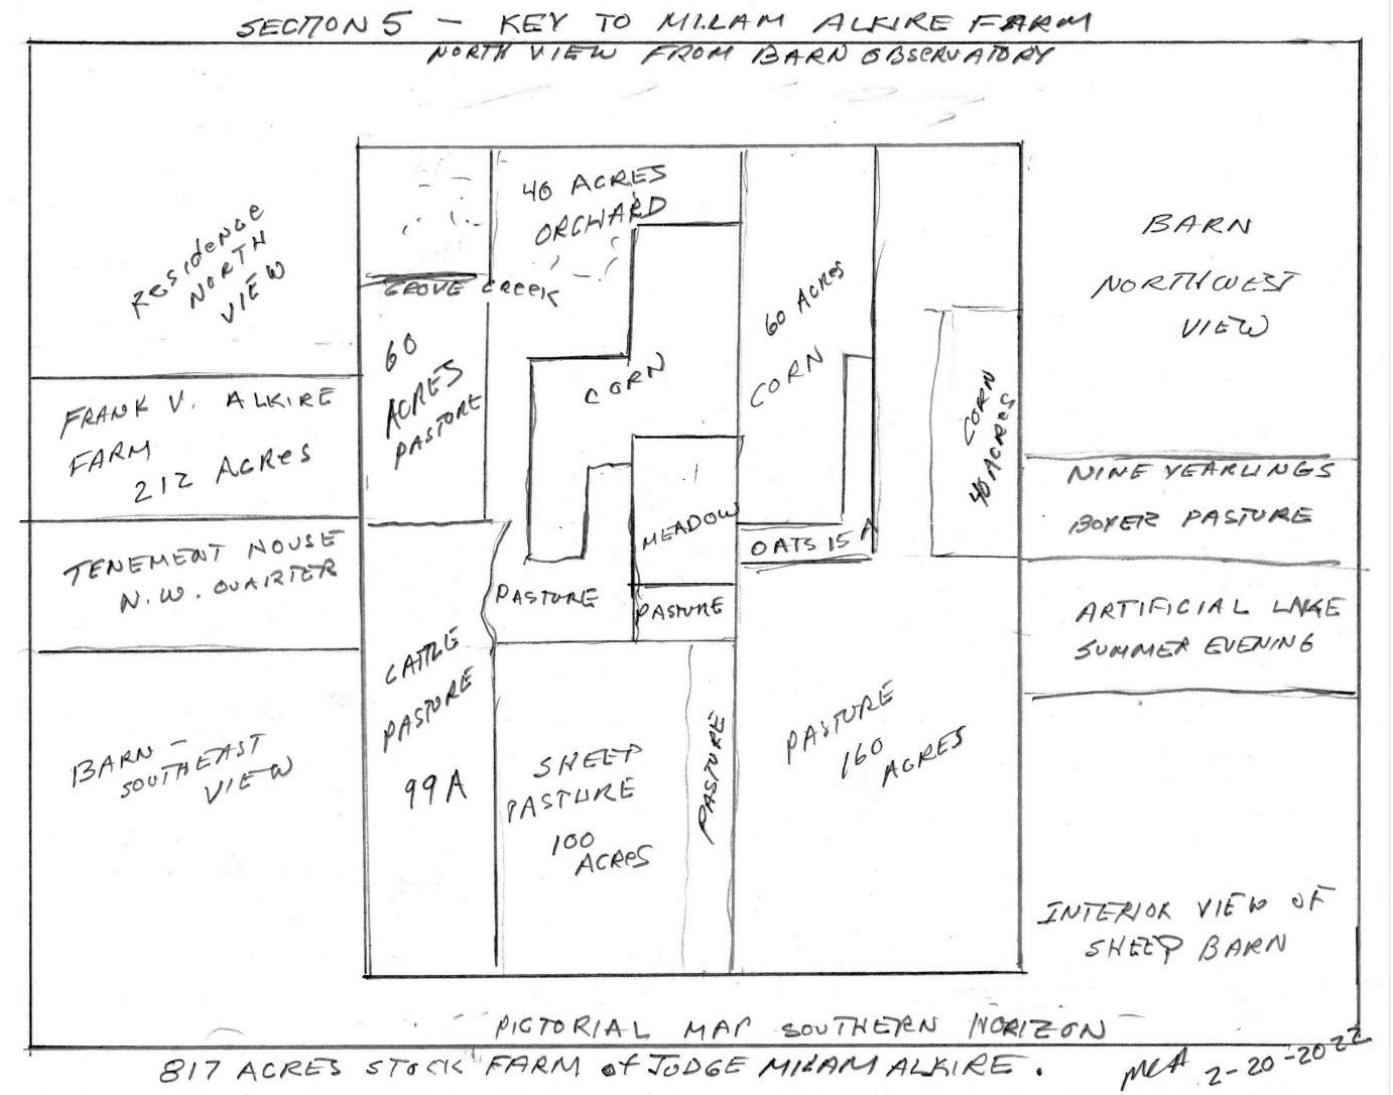 SECTION 5 - KEY TO MILAM ALKIRE FARM
NORTH VIEW FROM BARN OBSERVATORY
Residence
NORTH
VIEW
FRANK V. ALKIRE
FARM
212 ACRES
TENEMENT HOUSE
N.W. QUARTER
BARN -
SOUTHEAST
VIEW
40 ACRES
ORCHARD
GROVE CREEK
60
ACRES
PASTURE
CORN
60 ACRES
CORN
CORN
40 ACRES
MEADOW
OATS 15 A
PASTURE
PASTURE
CATTLE
PASTURE
99 A
SHEEP
PASTURE
100
ACRES
PASTURE
PASTURE
160
ACRES
BARN
NORTHWEST
VIEW
NINE YEARLINGS
BOYER PASTURE
ARTIFICIAL LAKE
SUMMER EVENING
INTERIOR VIEW OF
SHEEP BARN
PICTORIAL MAP SOUTHERN HORIZON
817 ACRES STOCK FARM of JUDGE MILAM ALKIRE.
MCA 2-20-2022